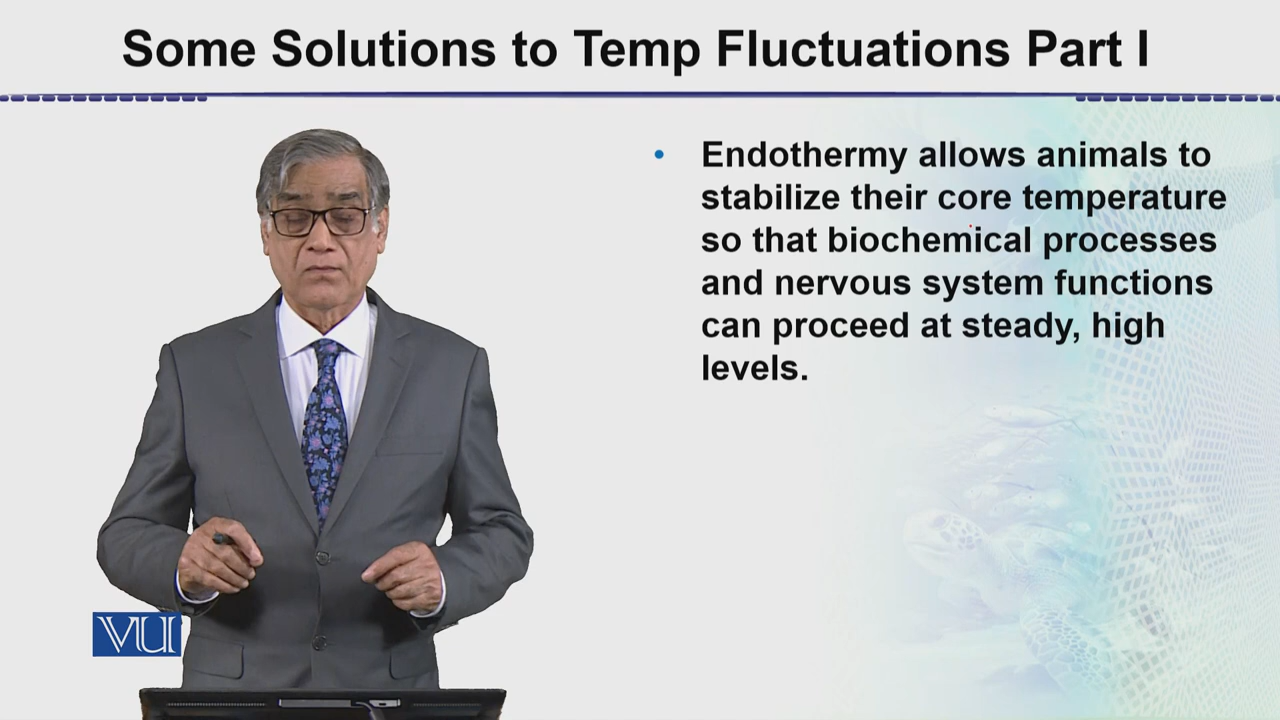 Some Solutions to Temp Fluctuations Part I
• Endothermy allows animals to
stabilize their core temperature
so that biochemical processes
and nervous system functions
can proceed at steady, high
levels.
VU